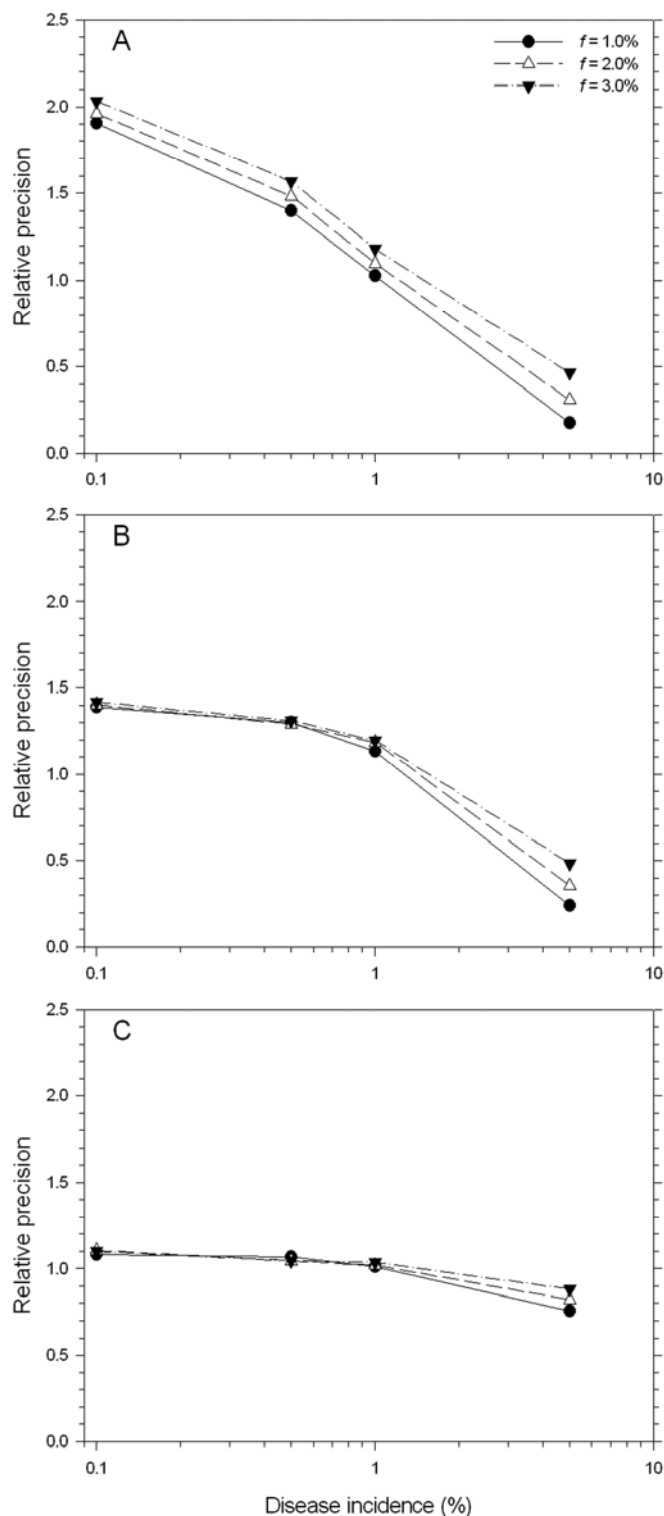 A
f = 1.0%
f = 2.0%
f = 3.0%
2.5
2.0
1.5
1.0
0.5
0.0
Relative precision
0.1
1
10
B
2.5
2.0
1.5
1.0
0.5
0.0
Relative precision
0.1
1
10
C
2.5
2.0
1.5
1.0
0.5
0.0
Relative precision
0.1
1
10
Disease incidence (%)